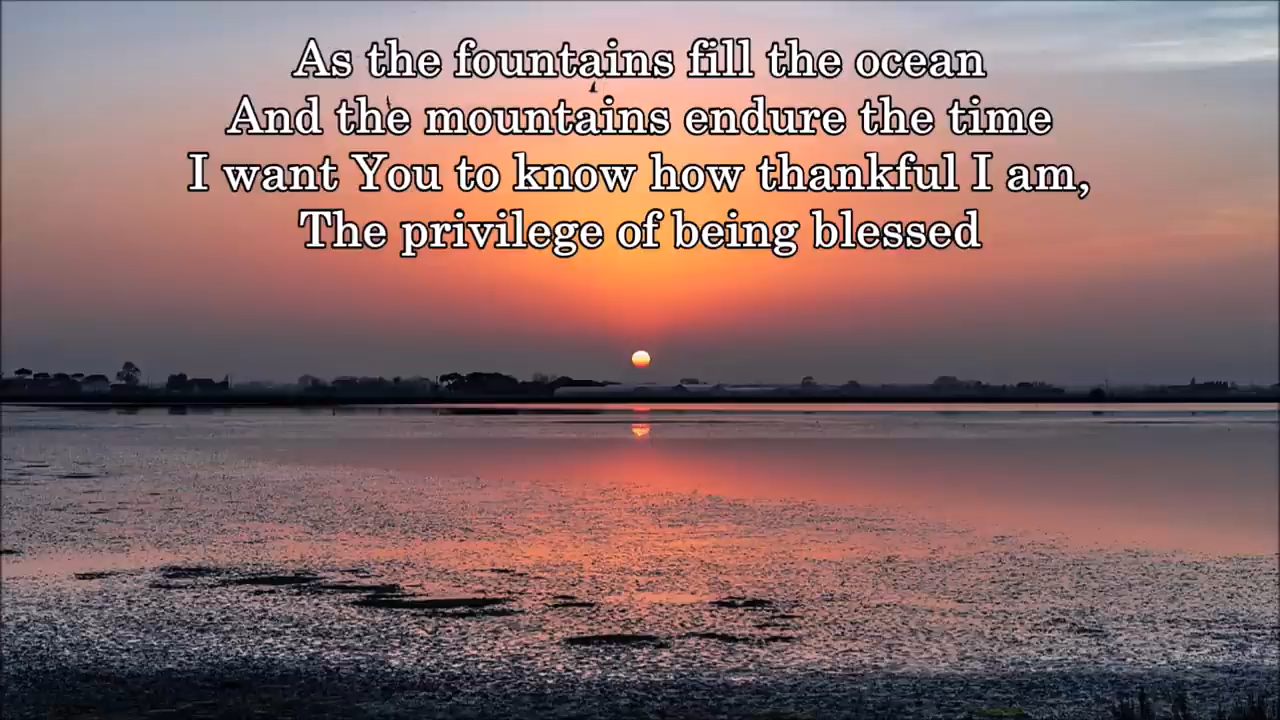 As the fountains fill the ocean
And the mountains endure the time
I want You to know how thankful I am,
The privilege of being blessed